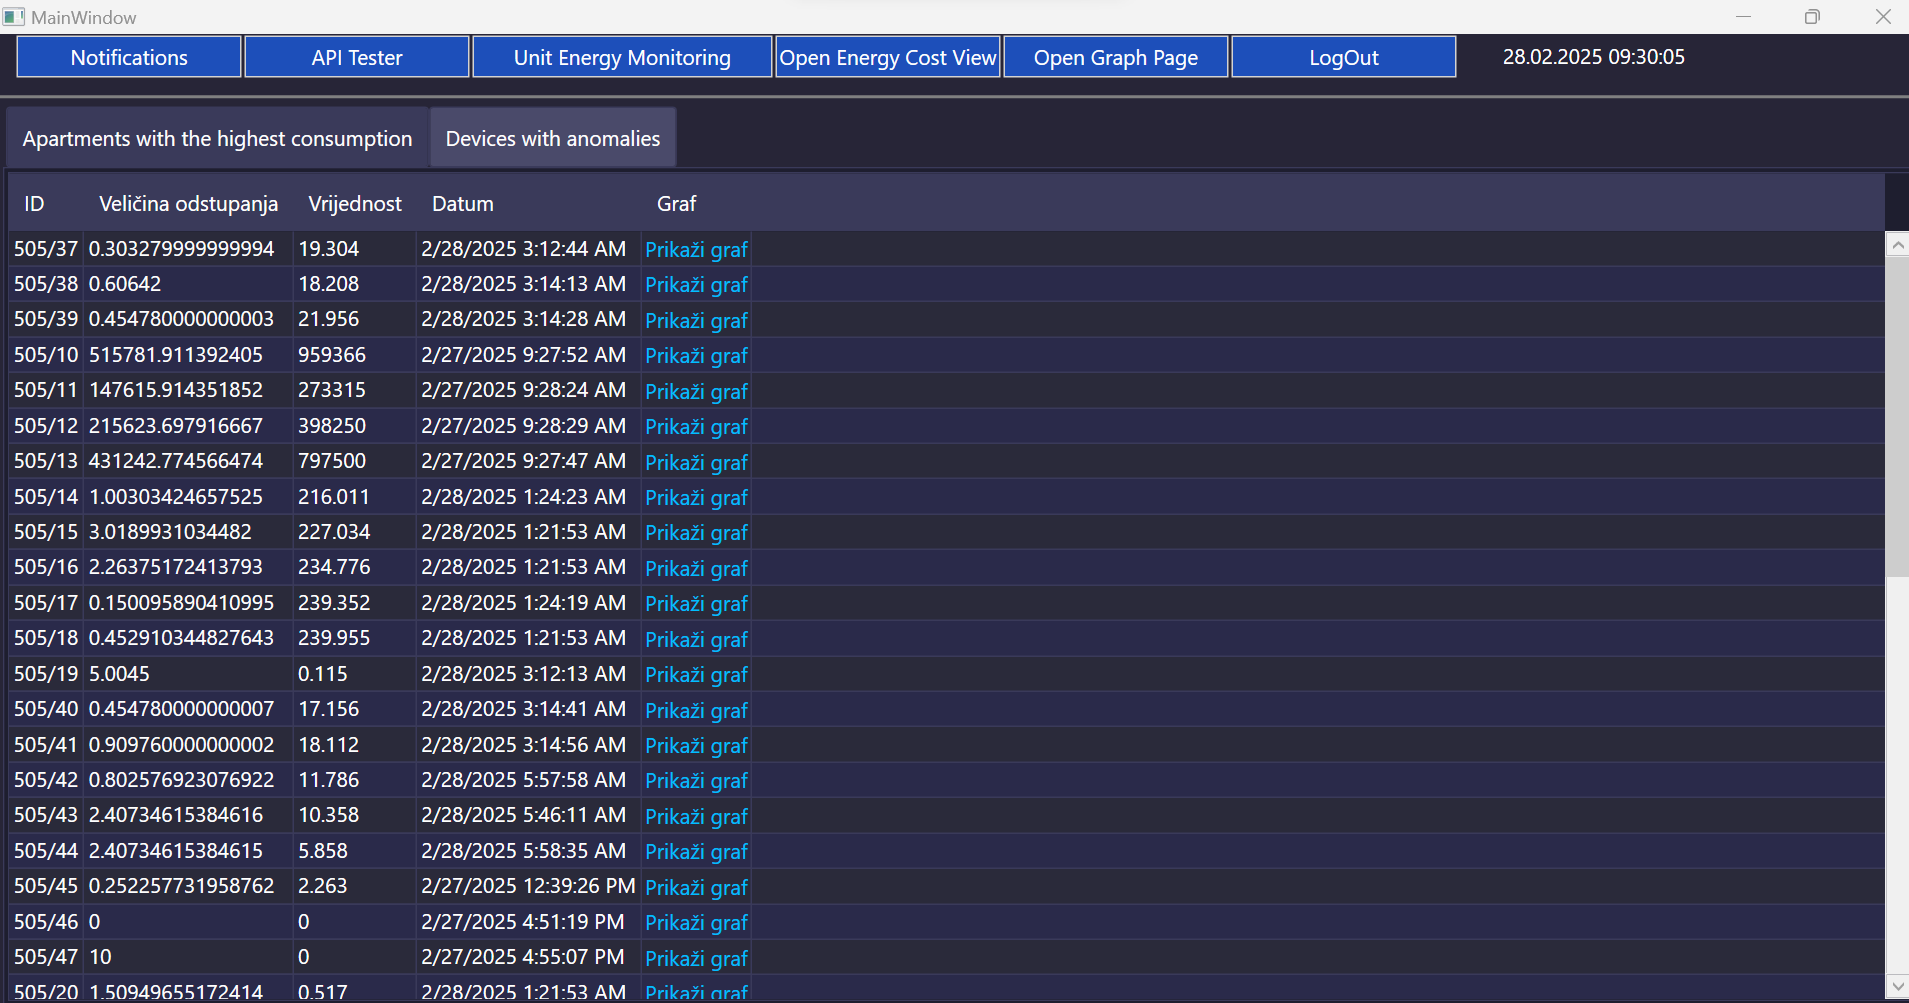 MainWindow
Notifications API Tester Unit Energy Monitoring Open Energy Cost View Open Graph Page LogOut 28.02.2025 09:30:05
Apartments with the highest consumption Devices with anomalies
ID Veličina odstupanja Vrijednost Datum Graf
505/37 0.303279999999994 19.304 2/28/2025 3:12:44 AM Prikaži graf
505/38 0.60642 18.208 2/28/2025 3:14:13 AM Prikaži graf
505/39 0.454780000000003 21.956 2/28/2025 3:14:28 AM Prikaži graf
505/10 515781.911392405 959366 2/27/2025 9:27:52 AM Prikaži graf
505/11 147615.914351852 273315 2/27/2025 9:28:24 AM Prikaži graf
505/12 215623.697916667 398250 2/27/2025 9:28:29 AM Prikaži graf
505/13 431242.774566474 797500 2/27/2025 9:27:47 AM Prikaži graf
505/14 1.00303424657525 216.011 2/28/2025 1:24:23 AM Prikaži graf
505/15 3.0189931034482 227.034 2/28/2025 1:21:53 AM Prikaži graf
505/16 2.26375172413793 234.776 2/28/2025 1:21:53 AM Prikaži graf
505/17 0.150095890410995 239.352 2/28/2025 1:24:19 AM Prikaži graf
505/18 0.452910344827643 239.955 2/28/2025 1:21:53 AM Prikaži graf
505/19 5.0045 0.115 2/28/2025 3:12:13 AM Prikaži graf
505/40 0.454780000000007 17.156 2/28/2025 3:14:41 AM Prikaži graf
505/41 0.909760000000002 18.112 2/28/2025 3:14:56 AM Prikaži graf
505/42 0.802576923076922 11.786 2/28/2025 5:57:58 AM Prikaži graf
505/43 2.40734615384616 10.358 2/28/2025 5:46:11 AM Prikaži graf
505/44 2.40734615384615 5.858 2/28/2025 5:58:35 AM Prikaži graf
505/45 0.252257731958762 2.263 2/27/2025 12:39:26 PM Prikaži graf
505/46 0 0 2/27/2025 4:51:19 PM Prikaži graf
505/47 10 0 2/27/2025 4:55:07 PM Prikaži graf
505/20 1.50949655172414 0.517 2/28/2025 1:21:53 AM Prikaži graf